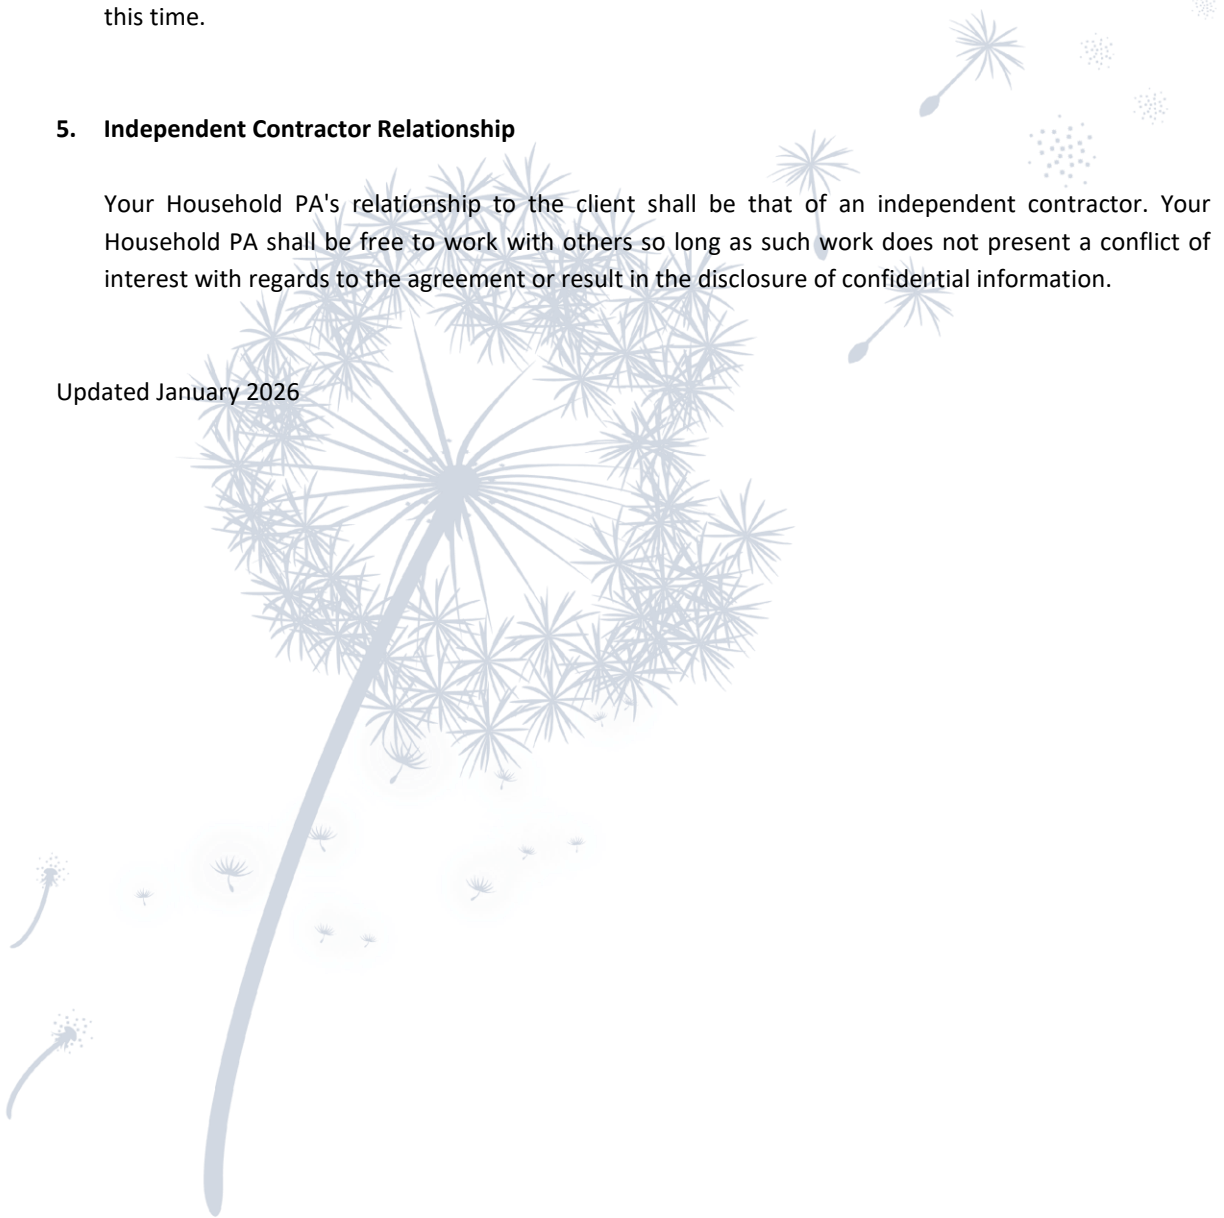 this time.
5. Independent Contractor Relationship
Your Household PA's relationship to the client shall be that of an independent contractor. Your
Household PA shall be free to work with others so long as such work does not present a conflict of
interest with regards to the agreement or result in the disclosure of confidential information.
Updated January 2026